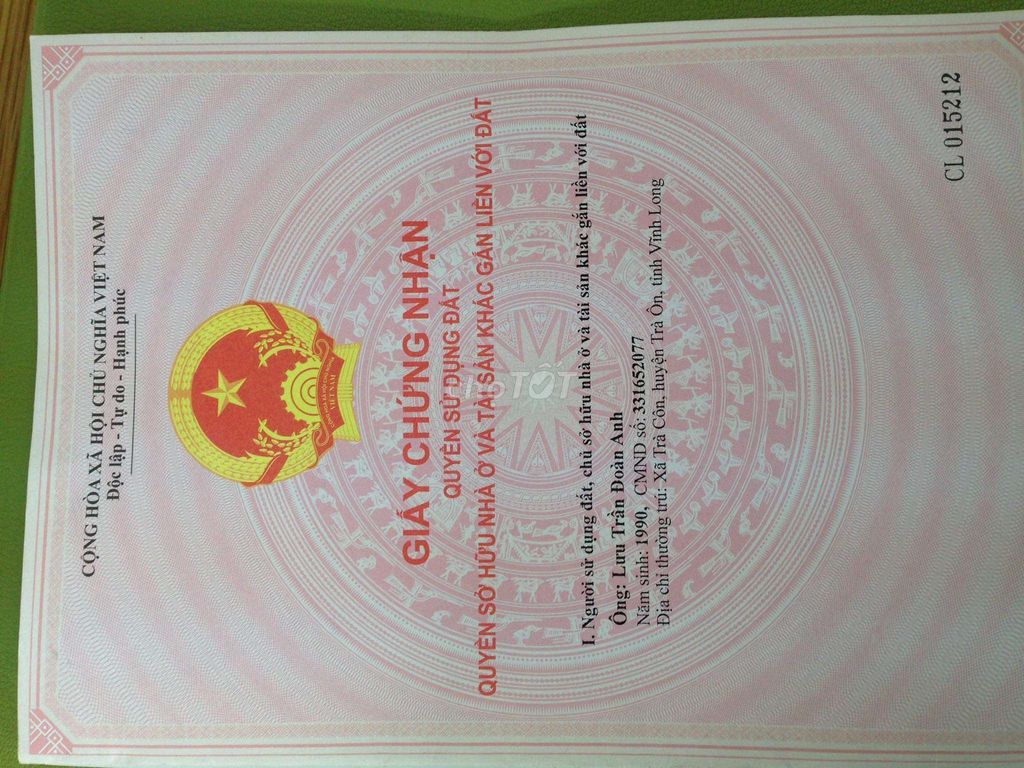 CỘNG HÒA XÃ HỘI CHỦ NGHĨA VIỆT NAM
Độc lập - Tự do - Hạnh phúc
VIỆT NAM
GIẤY CHỨNG NHẬN
QUYỀN SỬ DỤNG ĐẤT
QUYỀN SỞ HỮU NHÀ Ở VÀ TÀI SẢN KHÁC GẮN LIỀN VỚI ĐẤT
CHOTỐT
I. Người sử dụng đất, chủ sở hữu nhà ở và tài sản khác gắn liền với đất
Ông: Lưu Trần Đoàn Anh
Năm sinh: 1990, CMND số: 331652077
Địa chỉ thường trú: Xã Trà Côn, huyện Trà Ôn, tỉnh Vĩnh Long
CL 015212